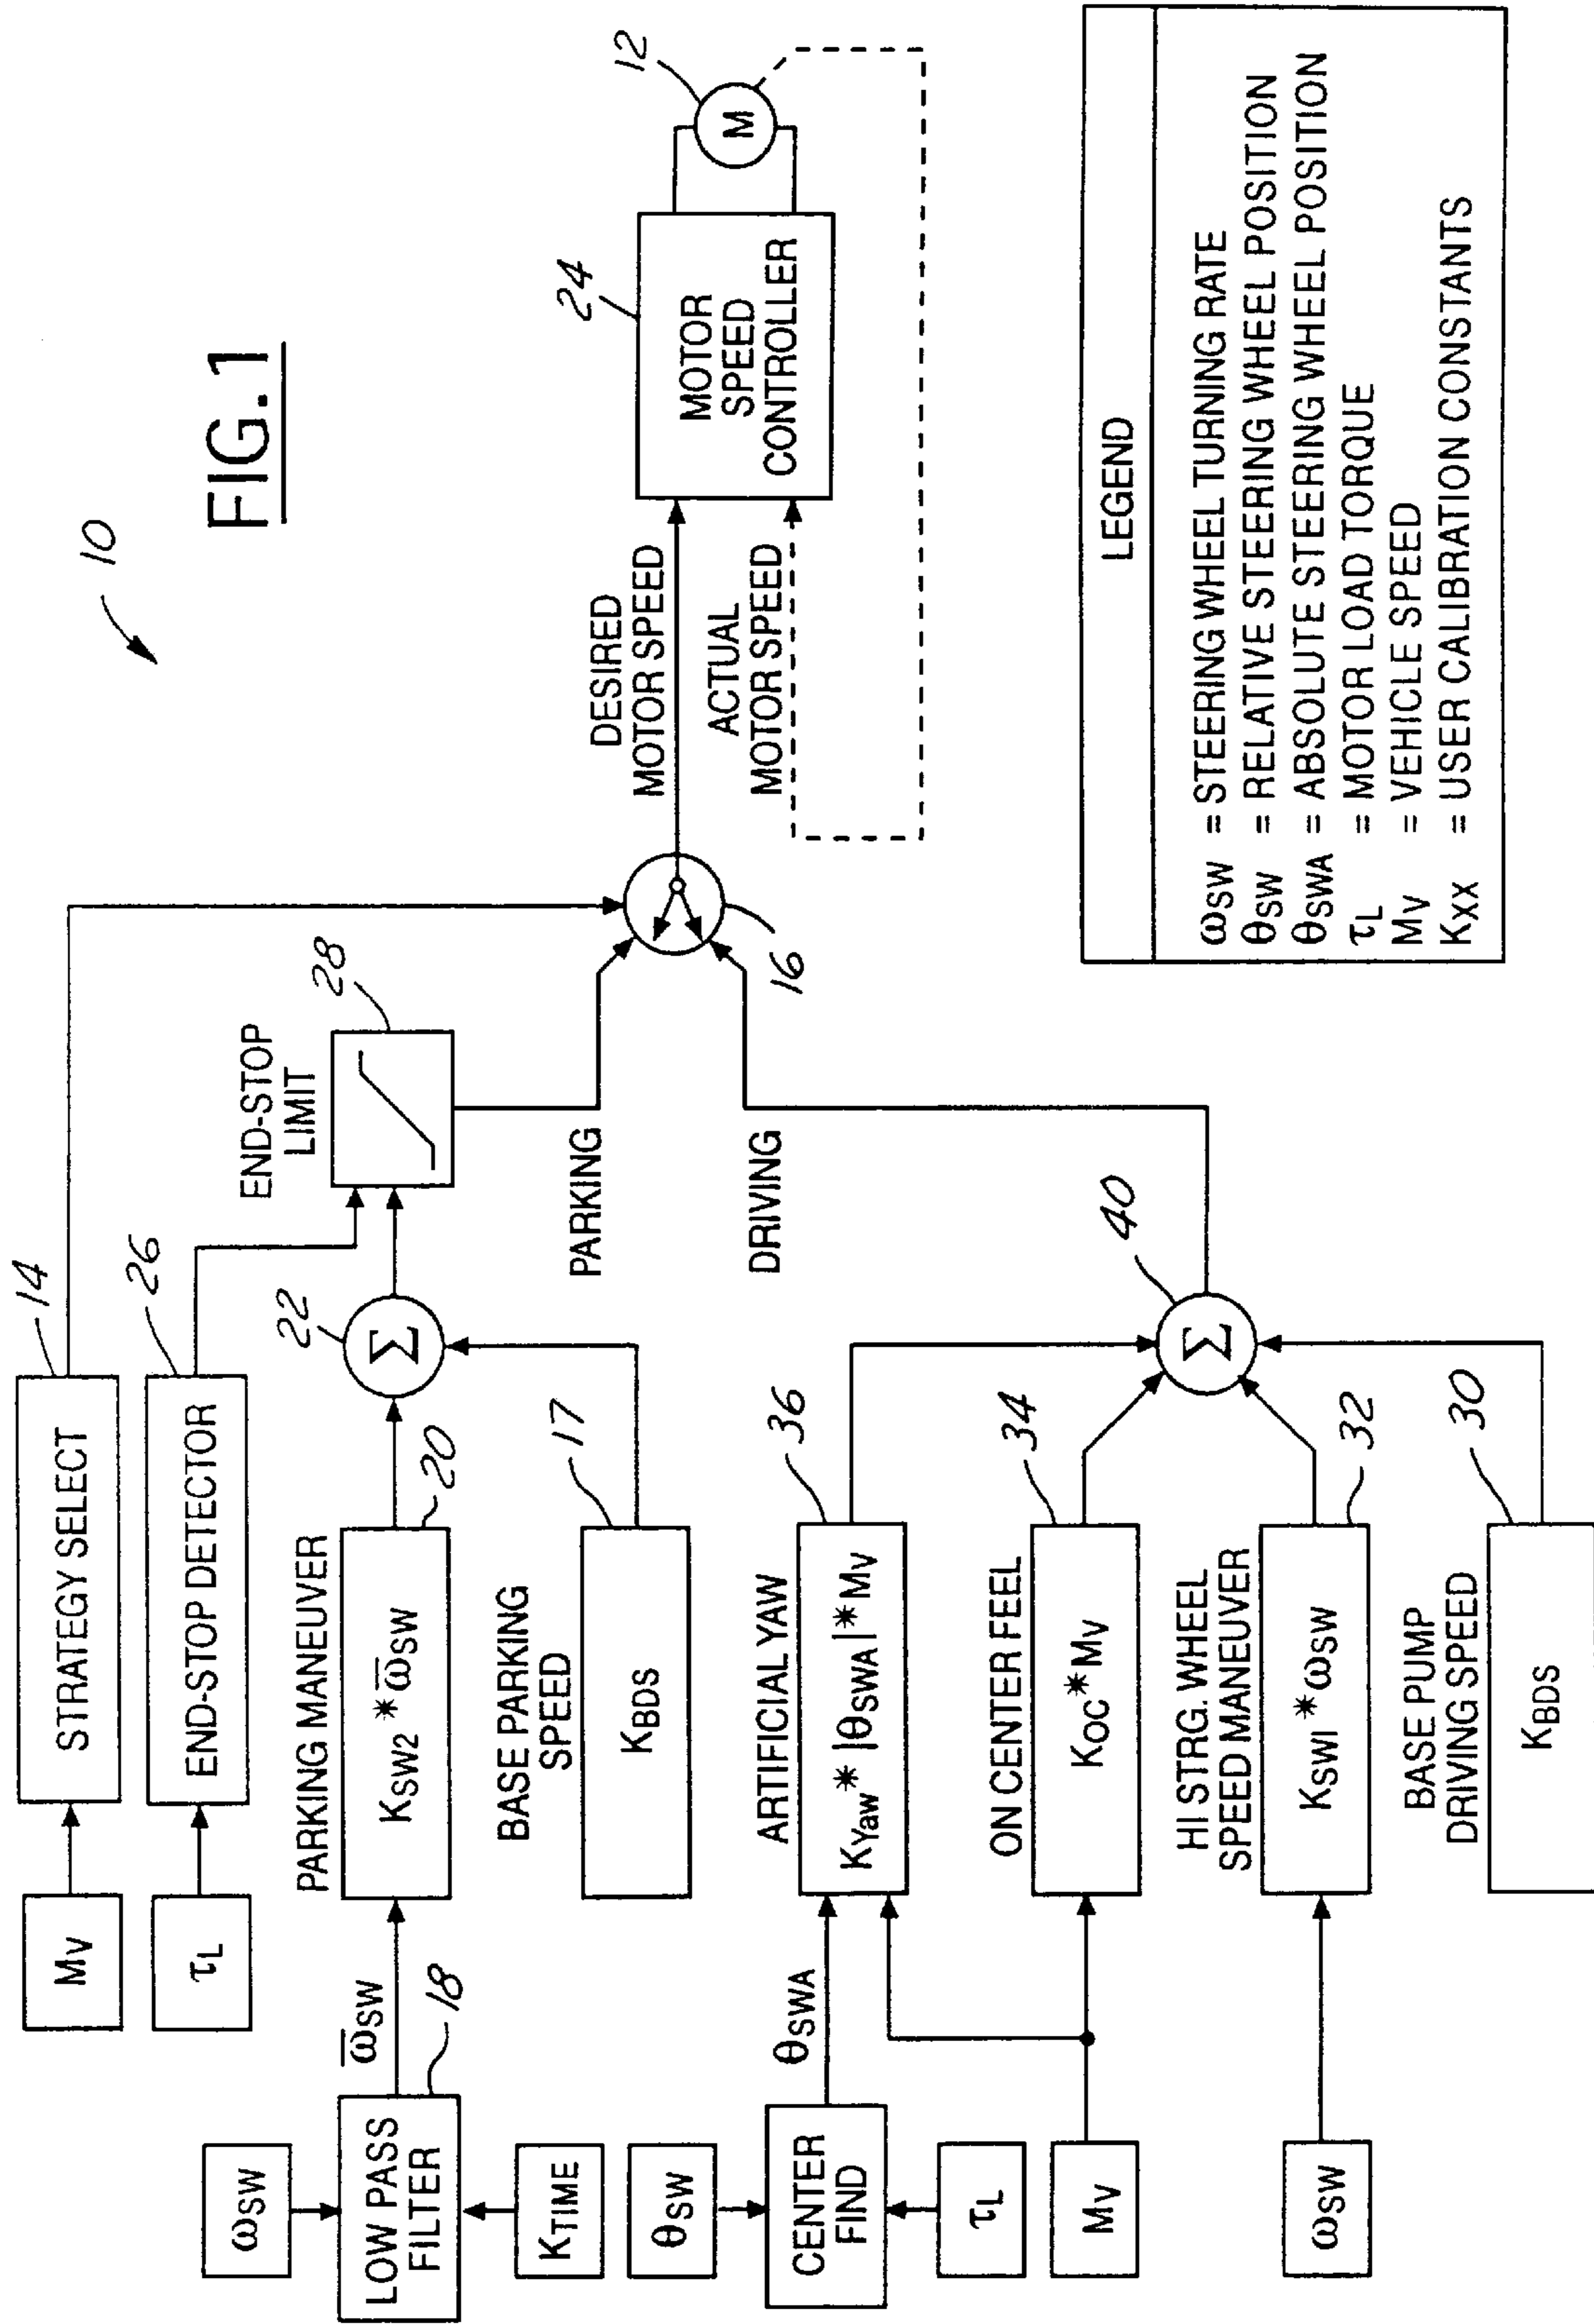 FIG.1
10
Mv
STRATEGY SELECT
14
τL
END-STOP DETECTOR
26
END-STOP
LIMIT
28
ωSW
LOW PASS
FILTER
18
KTIME
ω̅SW
PARKING MANEUVER
KSW2*ω̅SW
20
Σ
22
BASE PARKING
SPEED
KBDS
17
PARKING
DRIVING
16
DESIRED
MOTOR SPEED
ACTUAL
MOTOR SPEED
MOTOR
SPEED
CONTROLLER
24
M
12
θSW
CENTER
FIND
τL
θSWA
ARTIFICIAL YAW
KYaw*|θSWA|*Mv
36
Mv
ON CENTER FEEL
KOC*Mv
34
Σ
40
ωSW
HI STRG. WHEEL
SPEED MANEUVER
KSWI*ωSW
32
BASE PUMP
DRIVING SPEED
KBDS
30
LEGEND
ωSW = STEERING WHEEL TURNING RATE
θSW = RELATIVE STEERING WHEEL POSITION
θSWA = ABSOLUTE STEERING WHEEL POSITION
τL = MOTOR LOAD TORQUE
Mv = VEHICLE SPEED
KXX = USER CALIBRATION CONSTANTS